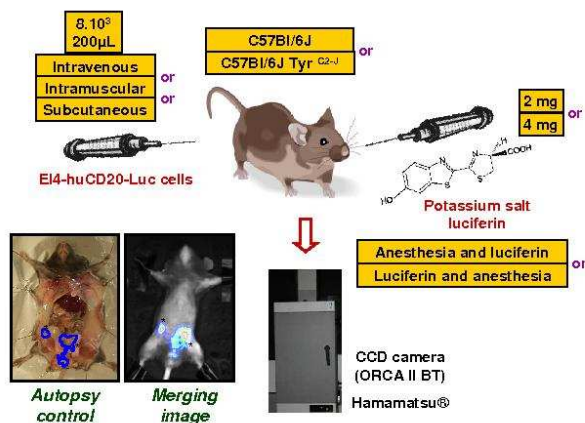 8.10³
200µL
Intravenous
or
Intramuscular
or
Subcutaneous
El4-huCD20-Luc cells
C57Bl/6J
or
C57Bl/6J Tyr C2-J
2 mg
or
4 mg
N
H
COOH
S
N
S
HO
Potassium salt
luciferin
Anesthesia and luciferin
or
Luciferin and anesthesia
CCD camera
(ORCA II BT)
Hamamatsu®
Autopsy
control
Merging
image